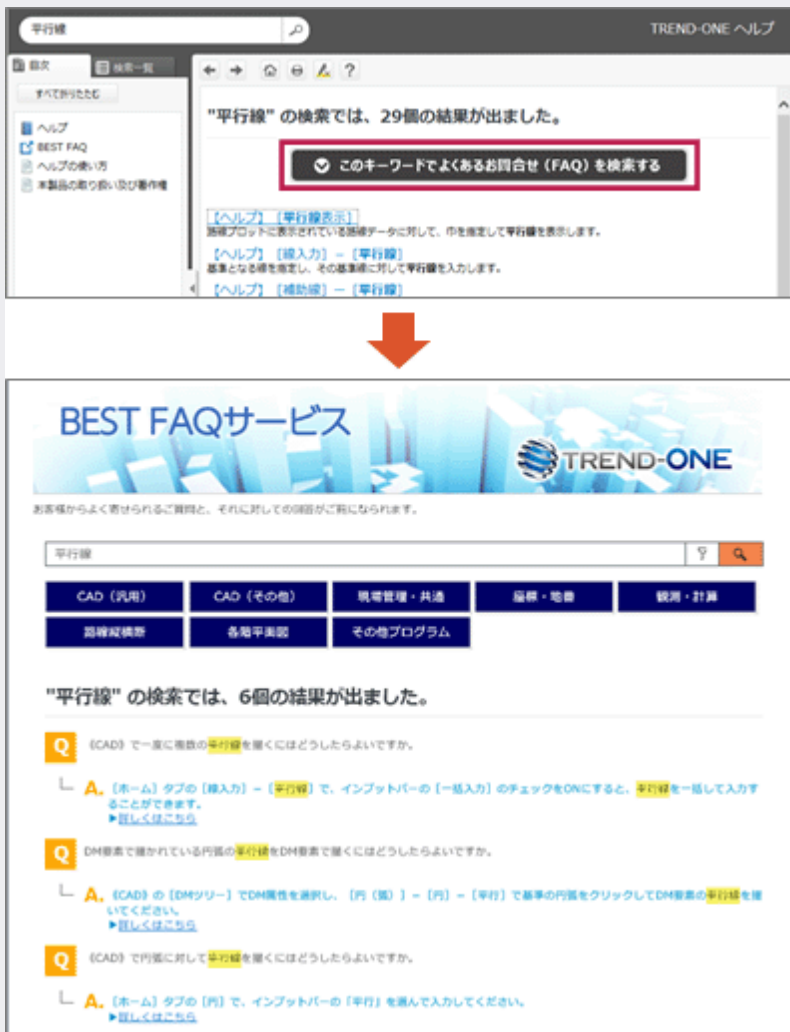 平行線
TREND-ONE ヘルプ
目次
検索一覧
すべて折りたたむ
ヘルプ
BEST FAQ
ヘルプの使い方
本製品の取り扱い及び著作権
"平行線" の検索では、29個の結果が出ました。
このキーワードでよくあるお問合せ（FAQ）を検索する
【ヘルプ】 ［平行線表示］
路線プロットに表示されている路線データに対して、巾を指定して平行線を表示します。
【ヘルプ】 ［線入力］－［平行線］
基準となる線を指定し、その基準線に対して平行線を入力します。
【ヘルプ】 ［補助線］－［平行線］
BEST FAQサービス
TREND-ONE
お客様からよく寄せられるご質問と、それに対しての回答がご覧になられます。
平行線
CAD（汎用）
CAD（その他）
現場管理・共通
座標・地番
観測・計算
路線縦横断
各階平面図
その他プログラム
"平行線" の検索では、6個の結果が出ました。
Q 《CAD》で一度に複数の平行線を描くにはどうしたらよいですか。
A. ［ホーム］タブの［線入力］－［平行線］で、インプットバーの［一括入力］のチェックをONにすると、平行線を一括して入力す
ることができます。
▶詳しくはこちら
Q DM要素で描かれている円弧の平行線をDM要素で描くにはどうしたらよいですか。
A. 《CAD》の［DMツリー］でDM属性を選択し、［円（弧）］－［円］－［平行］で基準の円弧をクリックしてDM要素の平行線を描
いてください。
▶詳しくはこちら
Q 《CAD》で円弧に対して平行線を描くにはどうしたらよいですか。
A. ［ホーム］タブの［円］で、インプットバーの「平行」を選んで入力してください。
▶詳しくはこちら